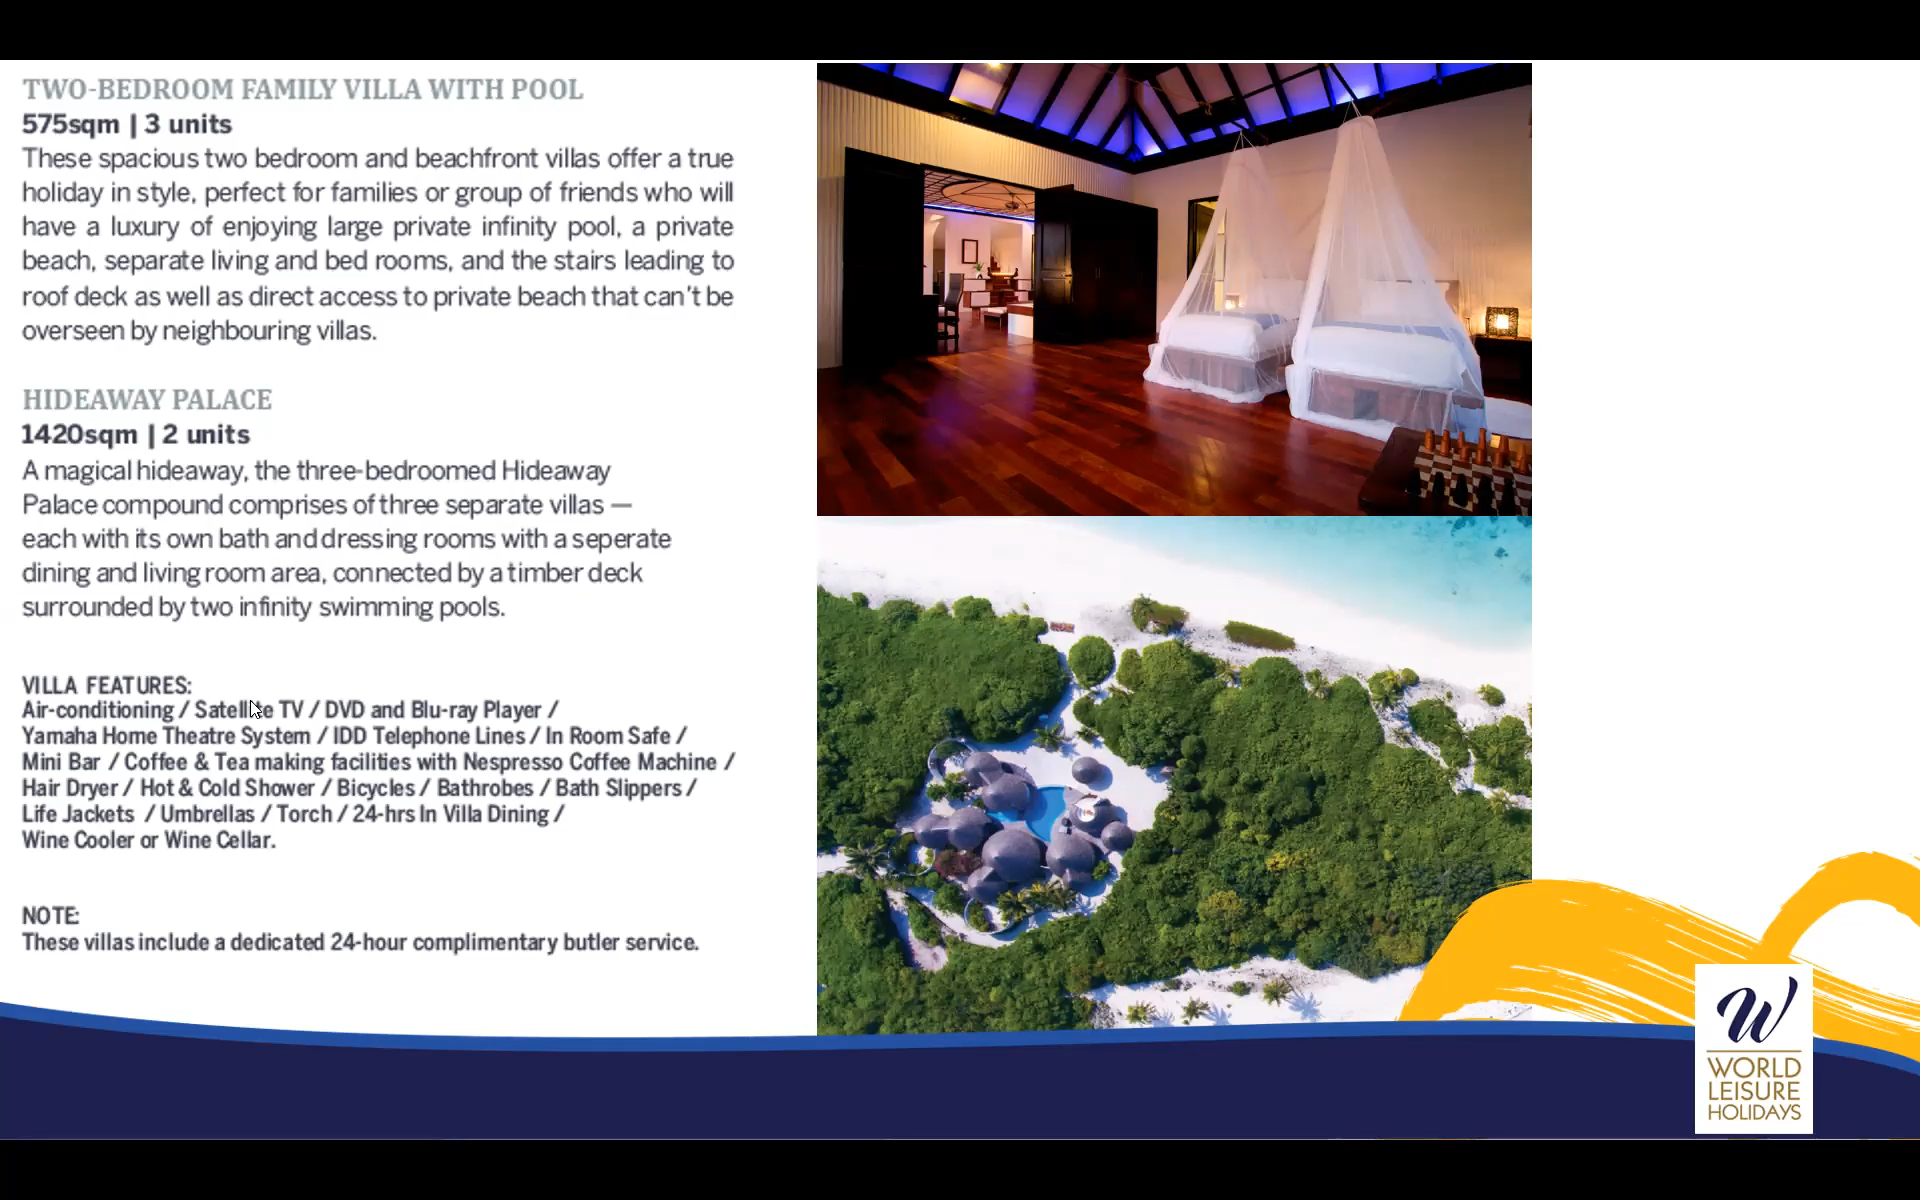 TWO-BEDROOM FAMILY VILLA WITH POOL
575sqm | 3 units
These spacious two bedroom and beachfront villas offer a true
holiday in style, perfect for families or group of friends who will
have a luxury of enjoying large private infinity pool, a private
beach, separate living and bed rooms, and the stairs leading to
roof deck as well as direct access to private beach that can't be
overseen by neighbouring villas.
HIDEAWAY PALACE
1420sqm | 2 units
A magical hideaway, the three-bedroomed Hideaway
Palace compound comprises of three separate villas —
each with its own bath and dressing rooms with a seperate
dining and living room area, connected by a timber deck
surrounded by two infinity swimming pools.
VILLA FEATURES:
Air-conditioning / Satellite TV / DVD and Blu-ray Player /
Yamaha Home Theatre System / IDD Telephone Lines / In Room Safe /
Mini Bar / Coffee & Tea making facilities with Nespresso Coffee Machine /
Hair Dryer / Hot & Cold Shower / Bicycles / Bathrobes / Bath Slippers /
Life Jackets / Umbrellas / Torch / 24-hrs In Villa Dining /
Wine Cooler or Wine Cellar.
NOTE:
These villas include a dedicated 24-hour complimentary butler service.
W
WORLD
LEISURE
HOLIDAYS